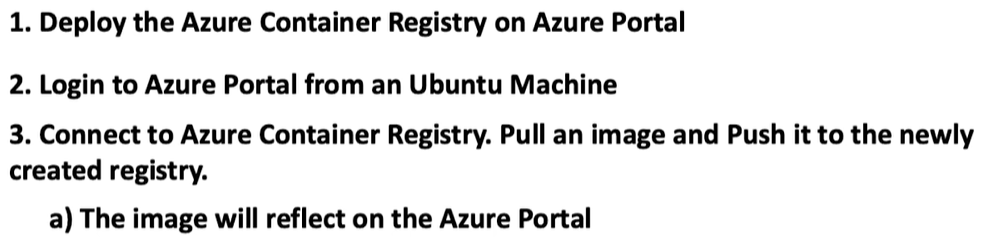 1. Deploy the Azure Container Registry on Azure Portal
2. Login to Azure Portal from an Ubuntu Machine
3. Connect to Azure Container Registry. Pull an image and Push it to the newly
created registry.
a) The image will reflect on the Azure Portal